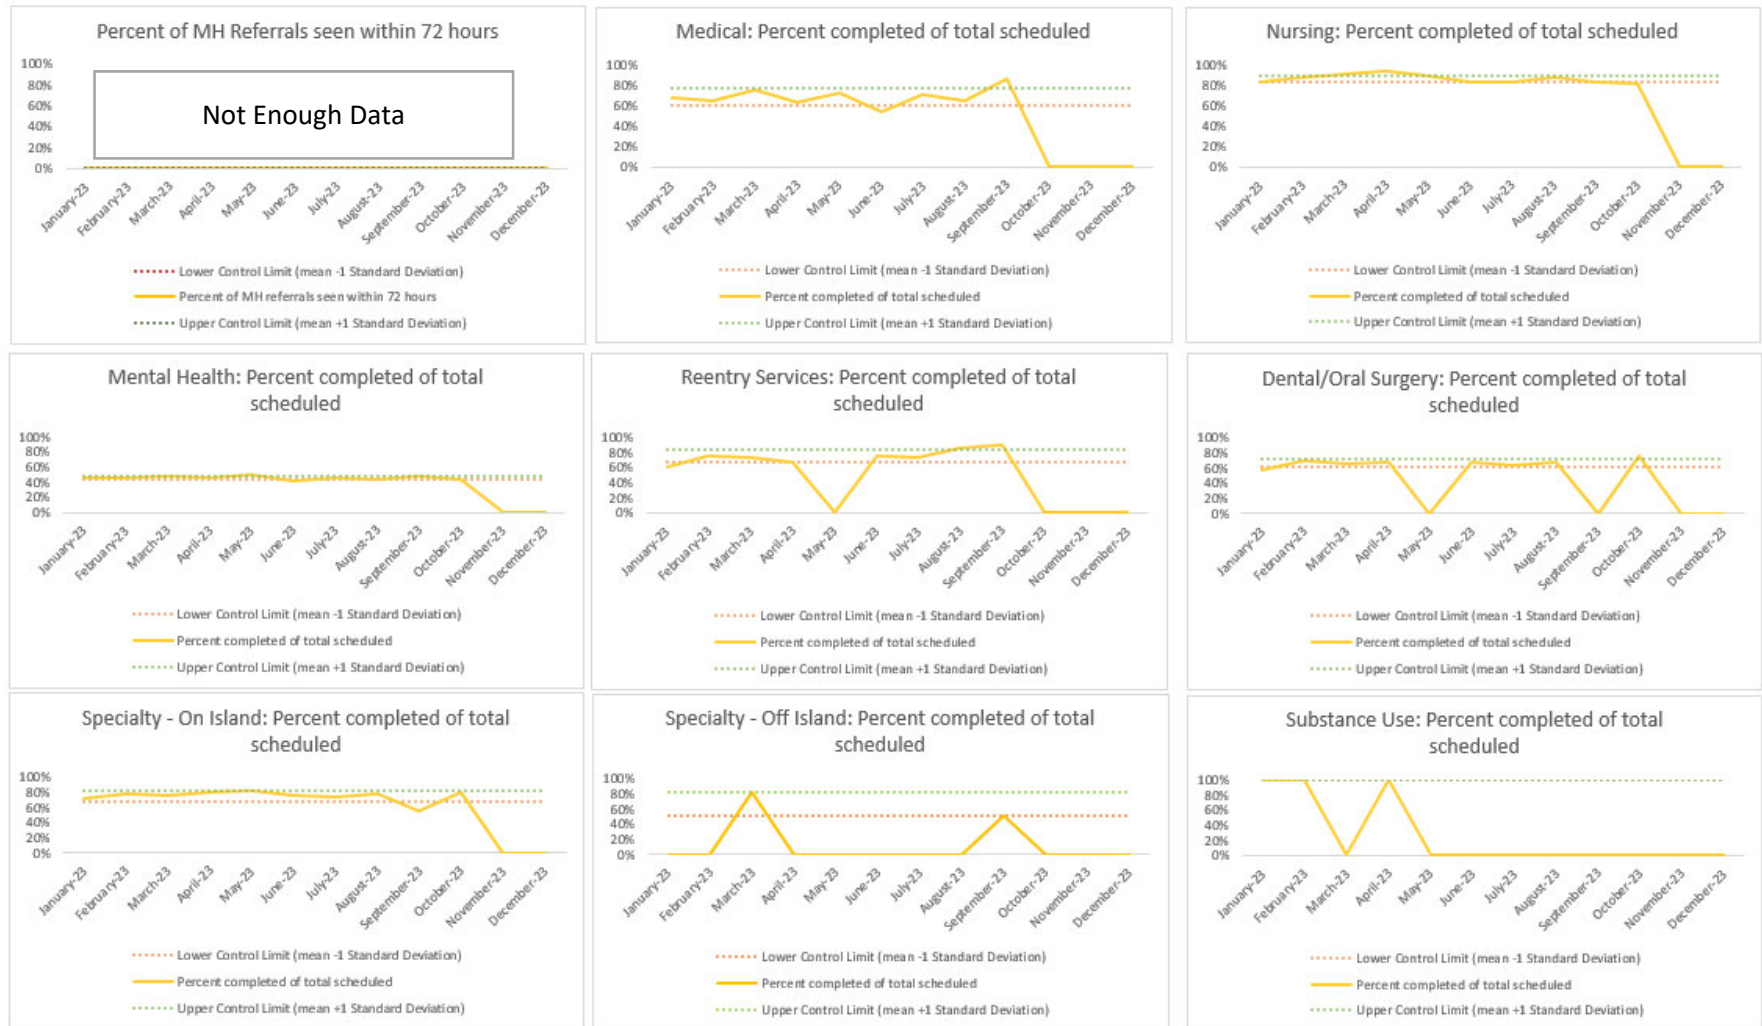 Percent of MH Referrals seen within 72 hours
100%
80%
60%
40%
20%
0%
Not Enough Data
January-23
February-23
March-23
April-23
May-23
June-23
July-23
August-23
September-23
October-23
November-23
December-23
Lower Control Limit (mean -1 Standard Deviation)
Percent of MH referrals seen within 72 hours
Upper Control Limit (mean +1 Standard Deviation)
Medical: Percent completed of total scheduled
100%
80%
60%
40%
20%
0%
January-23
February-23
March-23
April-23
May-23
June-23
July-23
August-23
September-23
October-23
November-23
December-23
Lower Control Limit (mean -1 Standard Deviation)
Percent completed of total scheduled
Upper Control Limit (mean +1 Standard Deviation)
Nursing: Percent completed of total scheduled
100%
80%
60%
40%
20%
0%
January-23
February-23
March-23
April-23
May-23
June-23
July-23
August-23
September-23
October-23
November-23
December-23
Lower Control Limit (mean -1 Standard Deviation)
Percent completed of total scheduled
Upper Control Limit (mean +1 Standard Deviation)
Mental Health: Percent completed of total
scheduled
100%
80%
60%
40%
20%
0%
January-23
February-23
March-23
April-23
May-23
June-23
July-23
August-23
September-23
October-23
November-23
December-23
Lower Control Limit (mean -1 Standard Deviation)
Percent completed of total scheduled
Upper Control Limit (mean +1 Standard Deviation)
Reentry Services: Percent completed of total
scheduled
100%
80%
60%
40%
20%
0%
January-23
February-23
March-23
April-23
May-23
June-23
July-23
August-23
September-23
October-23
November-23
December-23
Lower Control Limit (mean -1 Standard Deviation)
Percent completed of total scheduled
Upper Control Limit (mean +1 Standard Deviation)
Dental/Oral Surgery: Percent completed of total
scheduled
100%
80%
60%
40%
20%
0%
January-23
February-23
March-23
April-23
May-23
June-23
July-23
August-23
September-23
October-23
November-23
December-23
Lower Control Limit (mean -1 Standard Deviation)
Percent completed of total scheduled
Upper Control Limit (mean +1 Standard Deviation)
Specialty - On Island: Percent completed of total
scheduled
100%
80%
60%
40%
20%
0%
January-23
February-23
March-23
April-23
May-23
June-23
July-23
August-23
September-23
October-23
November-23
December-23
Lower Control Limit (mean -1 Standard Deviation)
Percent completed of total scheduled
Upper Control Limit (mean +1 Standard Deviation)
Specialty - Off Island: Percent completed of total
scheduled
100%
80%
60%
40%
20%
0%
January-23
February-23
March-23
April-23
May-23
June-23
July-23
August-23
September-23
October-23
November-23
December-23
Lower Control Limit (mean -1 Standard Deviation)
Percent completed of total scheduled
Upper Control Limit (mean +1 Standard Deviation)
Substance Use: Percent completed of total
scheduled
100%
80%
60%
40%
20%
0%
January-23
February-23
March-23
April-23
May-23
June-23
July-23
August-23
September-23
October-23
November-23
December-23
Lower Control Limit (mean -1 Standard Deviation)
Percent completed of total scheduled
Upper Control Limit (mean +1 Standard Deviation)